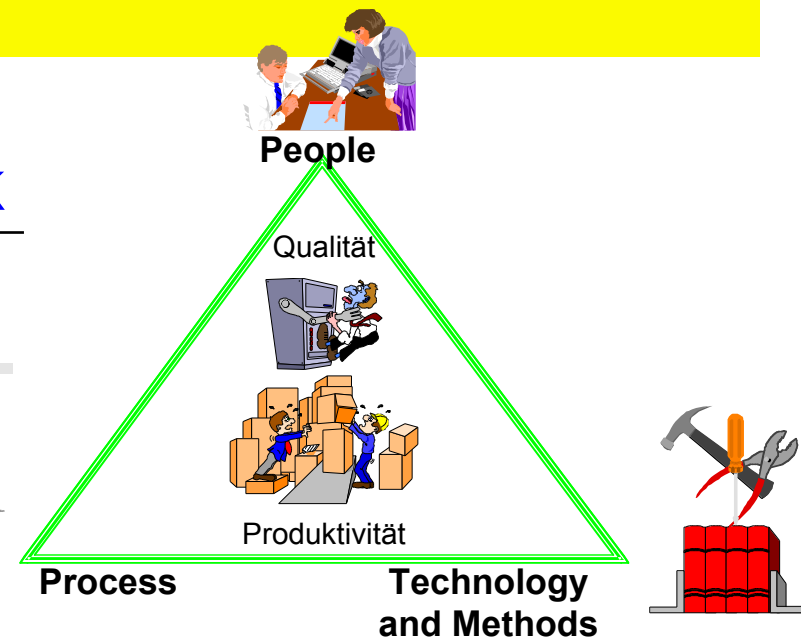 People
Qualität
Produktivität
Process
Technology
and Methods